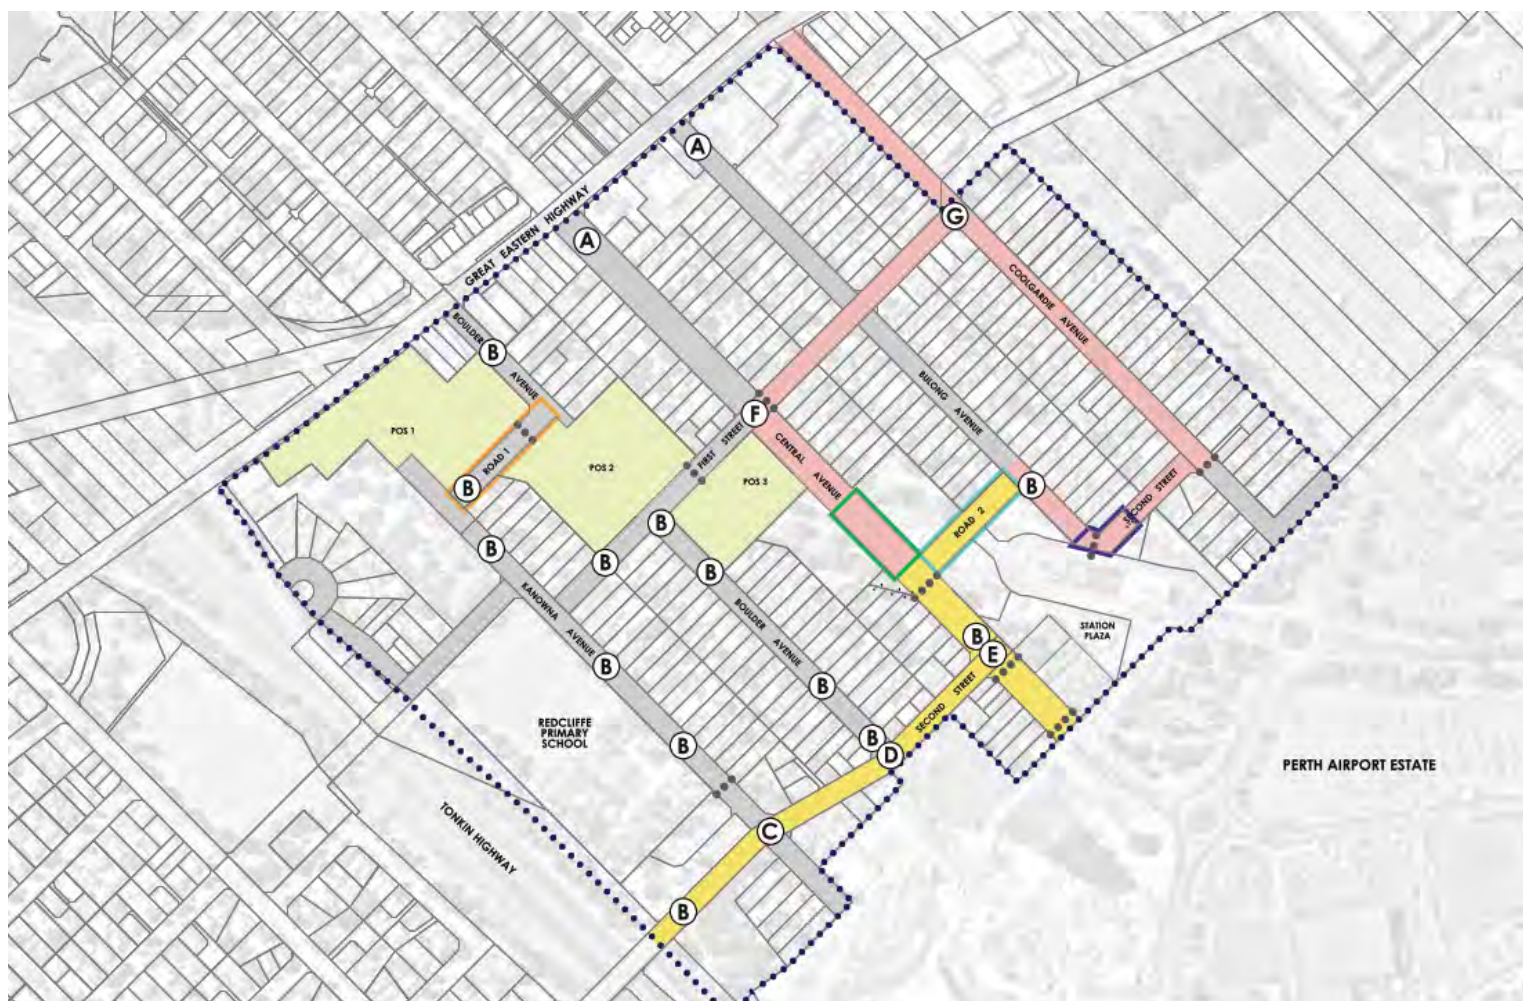 A
G
A
GREAT EASTERN HIGHWAY
COOLGARDIE AVENUE
BOULDER AVENUE
B
BULONG AVENUE
F
POS 1
FIRST STREET
CENTRAL AVENUE
ROAD 1
POS 2
POS 3
SECOND STREET
B
B
ROAD 2
B
B
B
B
KANOWNA AVENUE
BOULDER AVENUE
STATION
PLAZA
B
E
B
B
SECOND STREET
REDCLIFFE
PRIMARY
SCHOOL
B
B
D
PERTH AIRPORT ESTATE
TONKIN HIGHWAY
C
B